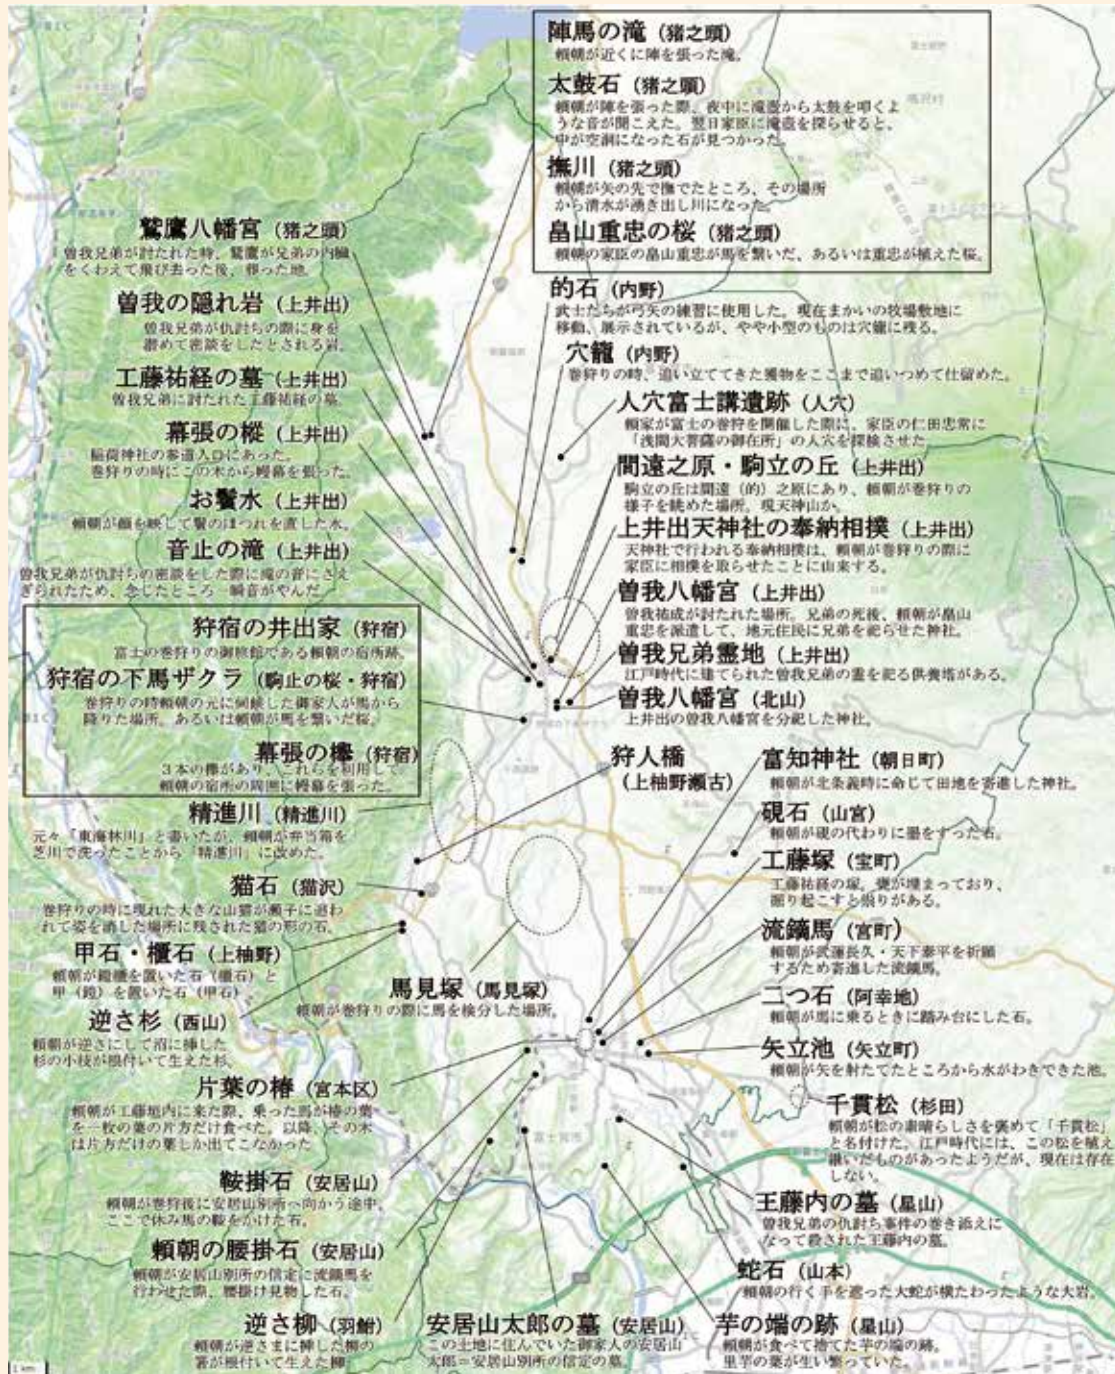 陣馬の滝（猪之頭）
頼朝が近くに陣を張った滝。
太鼓石（猪之頭）
頼朝が陣を張った際、夜中に滝壺から太鼓を叩くよ
うな音が聞こえた。翌日家臣に滝壺を探らせると、
中が空洞になった石が見つかった。
撫川（猪之頭）
頼朝が矢の先で撫でたところ、その場所
から清水が湧き出し川になった。
畠山重忠の桜（猪之頭）
頼朝の家臣の畠山重忠が馬を繋いだ、あるいは重忠が植えた桜。
鷲鷹八幡宮（猪之頭）
曽我兄弟が討たれた時、鷲鷹が兄弟の内臓
をくわえて飛び去った後、葬った地。
曽我の隠れ岩（上井出）
曽我兄弟が仇討ちの際に身を
潜めて密談をしたとされる岩。
工藤祐経の墓（上井出）
曽我兄弟に討たれた工藤祐経の墓。
幕張の樅（上井出）
稲荷神社の参道入口にあった。
巻狩りの時にこの木から幔幕を張った。
お鬢水（上井出）
頼朝が顔を映して鬢のほつれを直した水。
音止の滝（上井出）
曽我兄弟が仇討ちの密談をした際に滝の音にさえ
ぎられたため、念じたところ一瞬音がやんだ。
狩宿の井出家（狩宿）
富士の巻狩りの御旅館である頼朝の宿所跡。
狩宿の下馬ザクラ（駒止の桜・狩宿）
巻狩りの時頼朝の元に伺候した御家人が馬から
降りた場所。あるいは頼朝が馬を繋いだ桜。
幕張の欅（狩宿）
3本の欅があり、これらを利用して
頼朝の宿所の周囲に幔幕を張った。
精進川（精進川）
元々「東海林川」と書いたが、頼朝が弁当箱を
芝川で洗ったことから「精進川」に改めた。
猫石（猫沢）
巻狩りの時に現れた大きな山猫が瀬子に追わ
れて姿を消した場所に残された猫の形の石。
甲石・櫃石（上柚野）
頼朝が鎧櫃を置いた石（櫃石）と
甲（鎧）を置いた石（甲石）。
逆さ杉（西山）
頼朝が逆さにして沼に挿した
杉の小枝が根付いて生えた杉。
片葉の椿（宮本区）
頼朝が工藤垣内に来た際、乗った馬が椿の葉
を一枚の葉の片方だけ食べた。以降、その木
は片方だけの葉しか出てこなかった。
鞍掛石（安居山）
頼朝が巻狩後に安居山別所へ向かう途中。
ここで休み馬の鞍をかけた石。
頼朝の腰掛石（安居山）
頼朝が安居山別所の信定に流鏑馬を
行わせた際、腰掛け見物した石。
逆さ柳（羽鮒）
頼朝が逆さまに挿した柳の
箸が根付いて生えた柳
的石（内野）
武士たちが弓矢の練習に使用した。現在まかいの牧場敷地に
移動、展示されているが、やや小型のものは穴籠に残る。
穴籠（内野）
巻狩りの時、追い立ててきた獲物をここまで追いつめて仕留めた。
人穴富士講遺跡（人穴）
頼家が富士の巻狩を開催した際に、家臣の仁田忠常に
「浅間大菩薩の御在所」の人穴を探検させた。
間遠之原・駒立の丘（上井出）
駒立の丘は間遠（的）之原にあり、頼朝が巻狩りの
様子を眺めた場所。現天神山か。
上井出天神社の奉納相撲（上井出）
天神社で行われる奉納相撲は、頼朝が巻狩りの際に
家臣に相撲を取らせたことに由来する。
曽我八幡宮（上井出）
曽我祐成が討たれた場所。兄弟の死後、頼朝が畠山
重忠を派遣して、地元住民に兄弟を祀らせた神社。
曽我兄弟霊地（上井出）
江戸時代に建てられた曽我兄弟の霊を祀る供養塔がある。
曽我八幡宮（北山）
上井出の曽我八幡宮を分祀した神社。
狩人橋
（上柚野瀬古）
富知神社（朝日町）
頼朝が北条義時に命じて田地を寄進した神社。
硯石（山宮）
頼朝が硯の代わりに墨をすった石。
工藤塚（宝町）
工藤祐経の塚。甕が埋まっており、
掘り起こすと祟りがある。
流鏑馬（宮町）
頼朝が武運長久・天下泰平を祈願
するため寄進した流鏑馬。
馬見塚（馬見塚）
頼朝が巻狩りの際に馬を検分した場所。
二つ石（阿幸地）
頼朝が馬に乗るときに踏み台にした石。
矢立池（矢立町）
頼朝が矢を射たてたところから水がわきできた池。
千貫松（杉田）
頼朝が松の素晴らしさを褒めて「千貫松」
と名付けた。江戸時代には、この松を植え
継いだものがあったようだが、現在は存在
しない。
王藤内の墓（星山）
曽我兄弟の仇討ち事件の巻き添えに
なって殺された王藤内の墓。
蛇石（山本）
頼朝の行く手を遮った大蛇が横たわったような大岩。
安居山太郎の墓（安居山）
この土地に住んでいた御家人の安居山
太郎＝安居山別所の信定の墓。
芋の端の跡（星山）
頼朝が食べて捨てた芋の端の跡。
里芋の葉が生い繁っていた。
富士宮市
1 km